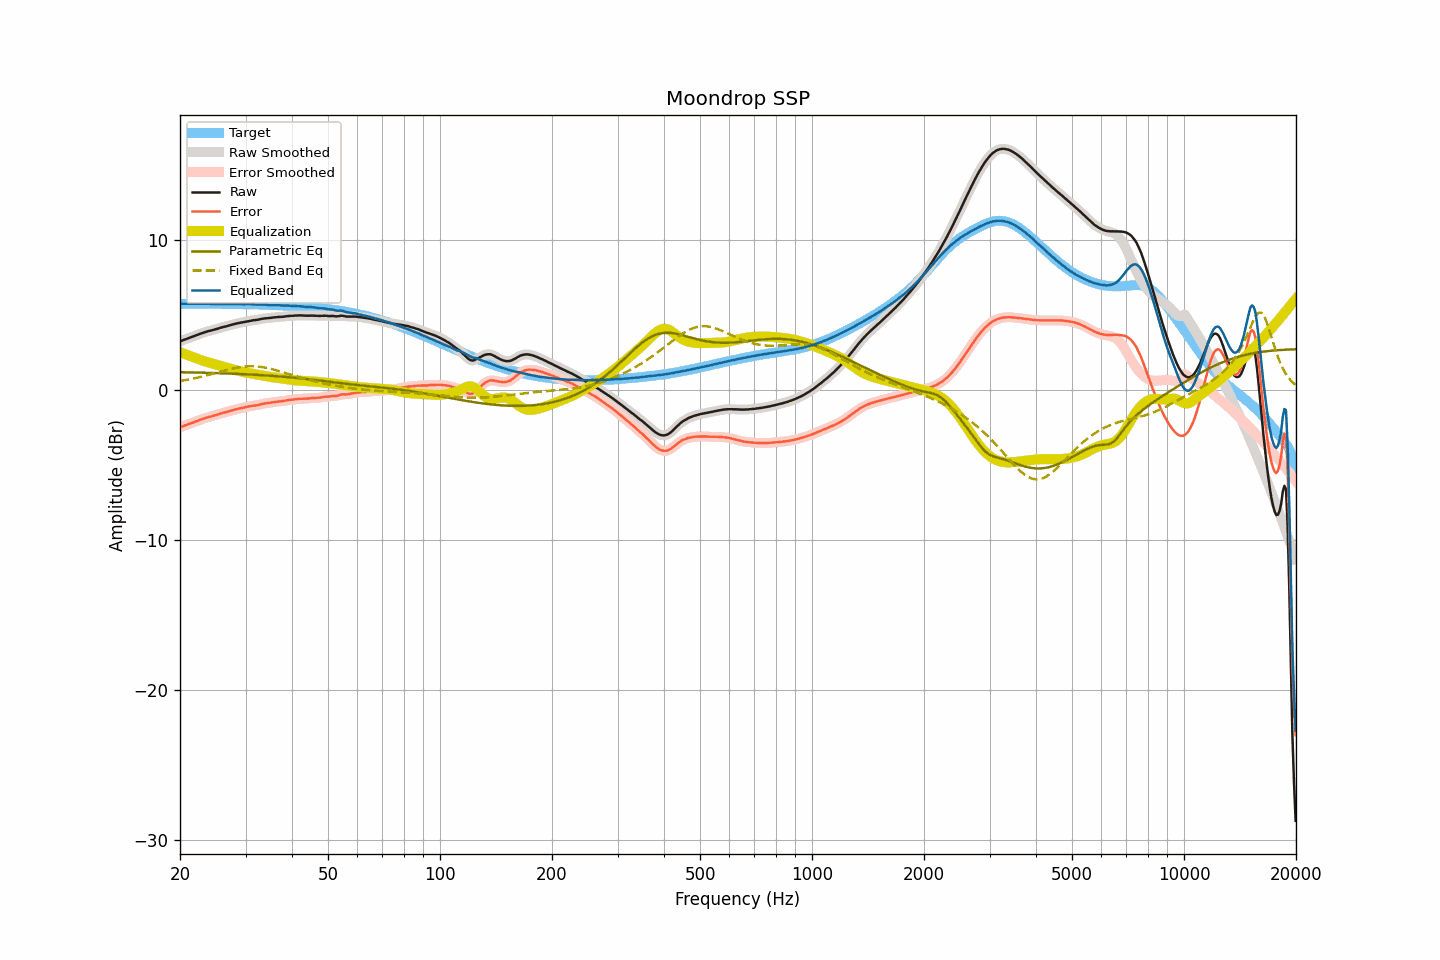 Moondrop SSP
Target
Raw Smoothed
Error Smoothed
Raw
Error
Equalization
Parametric Eq
Fixed Band Eq
Equalized
10
0
−10
−20
−30
Amplitude (dBr)
20 50 100 200 500 1000 2000 5000 10000 20000
Frequency (Hz)